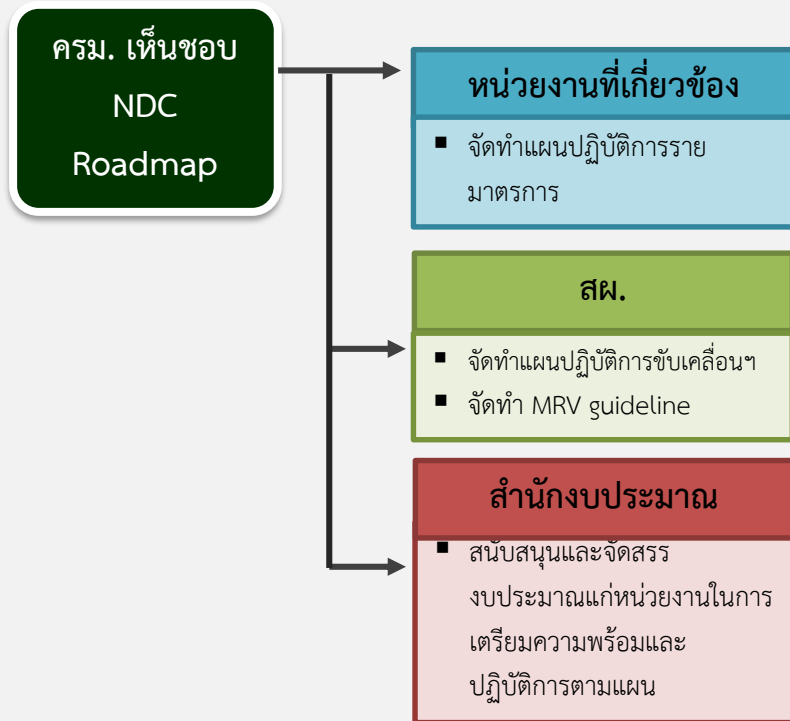 ครม. เห็นชอบ
NDC
Roadmap
หน่วยงานที่เกี่ยวข้อง
▪ จัดทำแผนปฏิบัติการราย
มาตรการ
สผ.
▪ จัดทำแผนปฏิบัติการขับเคลื่อนฯ
▪ จัดทำ MRV guideline
สำนักงบประมาณ
▪ สนับสนุนและจัดสรร
งบประมาณแก่หน่วยงานในการ
เตรียมความพร้อมและ
ปฏิบัติการตามแผน